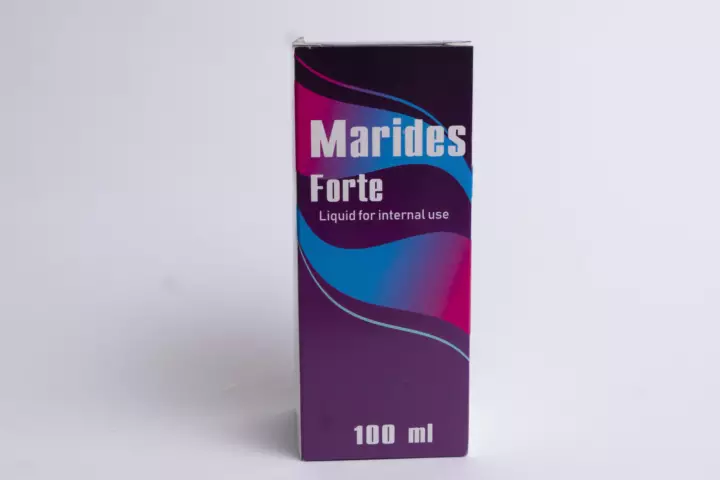 Marides
Forte
Liquid for internal use
100 ml